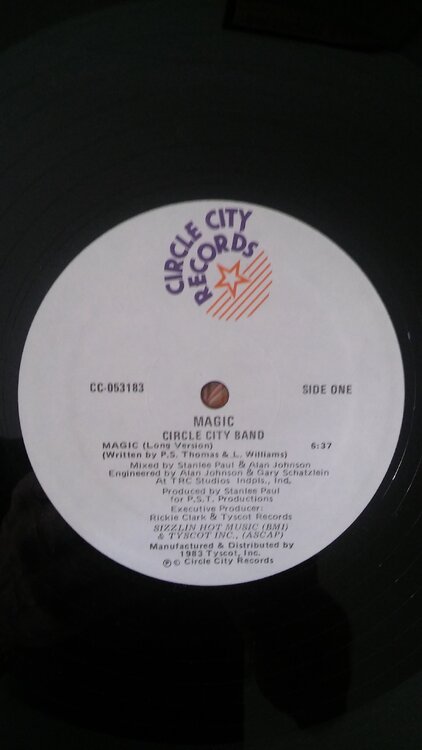 CIRCLE CITY
RECORDS
CC-053183
SIDE ONE
MAGIC
CIRCLE CITY BAND
MAGIC (Long Version) 6:37
(Written by P.S. Thomas & L. Williams)
Mixed by Stanlee Paul & Alan Johnson
Engineered by Alan Johnson & Gary Schatzlein
At TRC Studios Indpls., Ind.
Produced by Stanlee Paul
for P.S.T. Productions
Executive Producer:
Rickie Clark & Tyscot Records
SIZZLIN HOT MUSIC (BMI)
& TYSCOT INC., (ASCAP)
Manufactured & Distributed by
1983 Tyscot, Inc.
℗ © Circle City Records